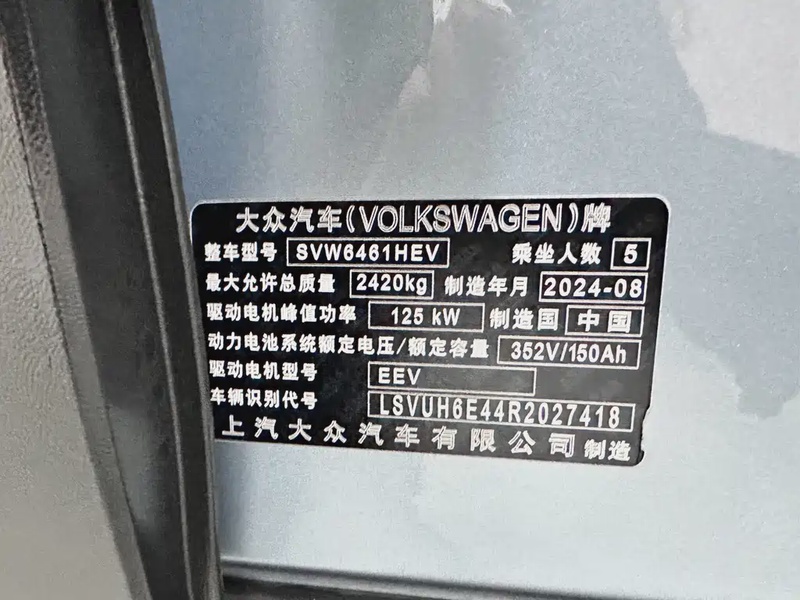 大众汽车(VOLKSWAGEN)牌
整车型号 SVW6461HEV 乘坐人数 5
最大允许总质量 2420kg 制造年月 2024-08
驱动电机峰值功率 125 kW 制造国 中国
动力电池系统额定电压/额定容量 352V/150Ah
驱动电机型号 EEV
车辆识别代号 LSVUH6E44R2027418
上汽大众汽车有限公司 制造